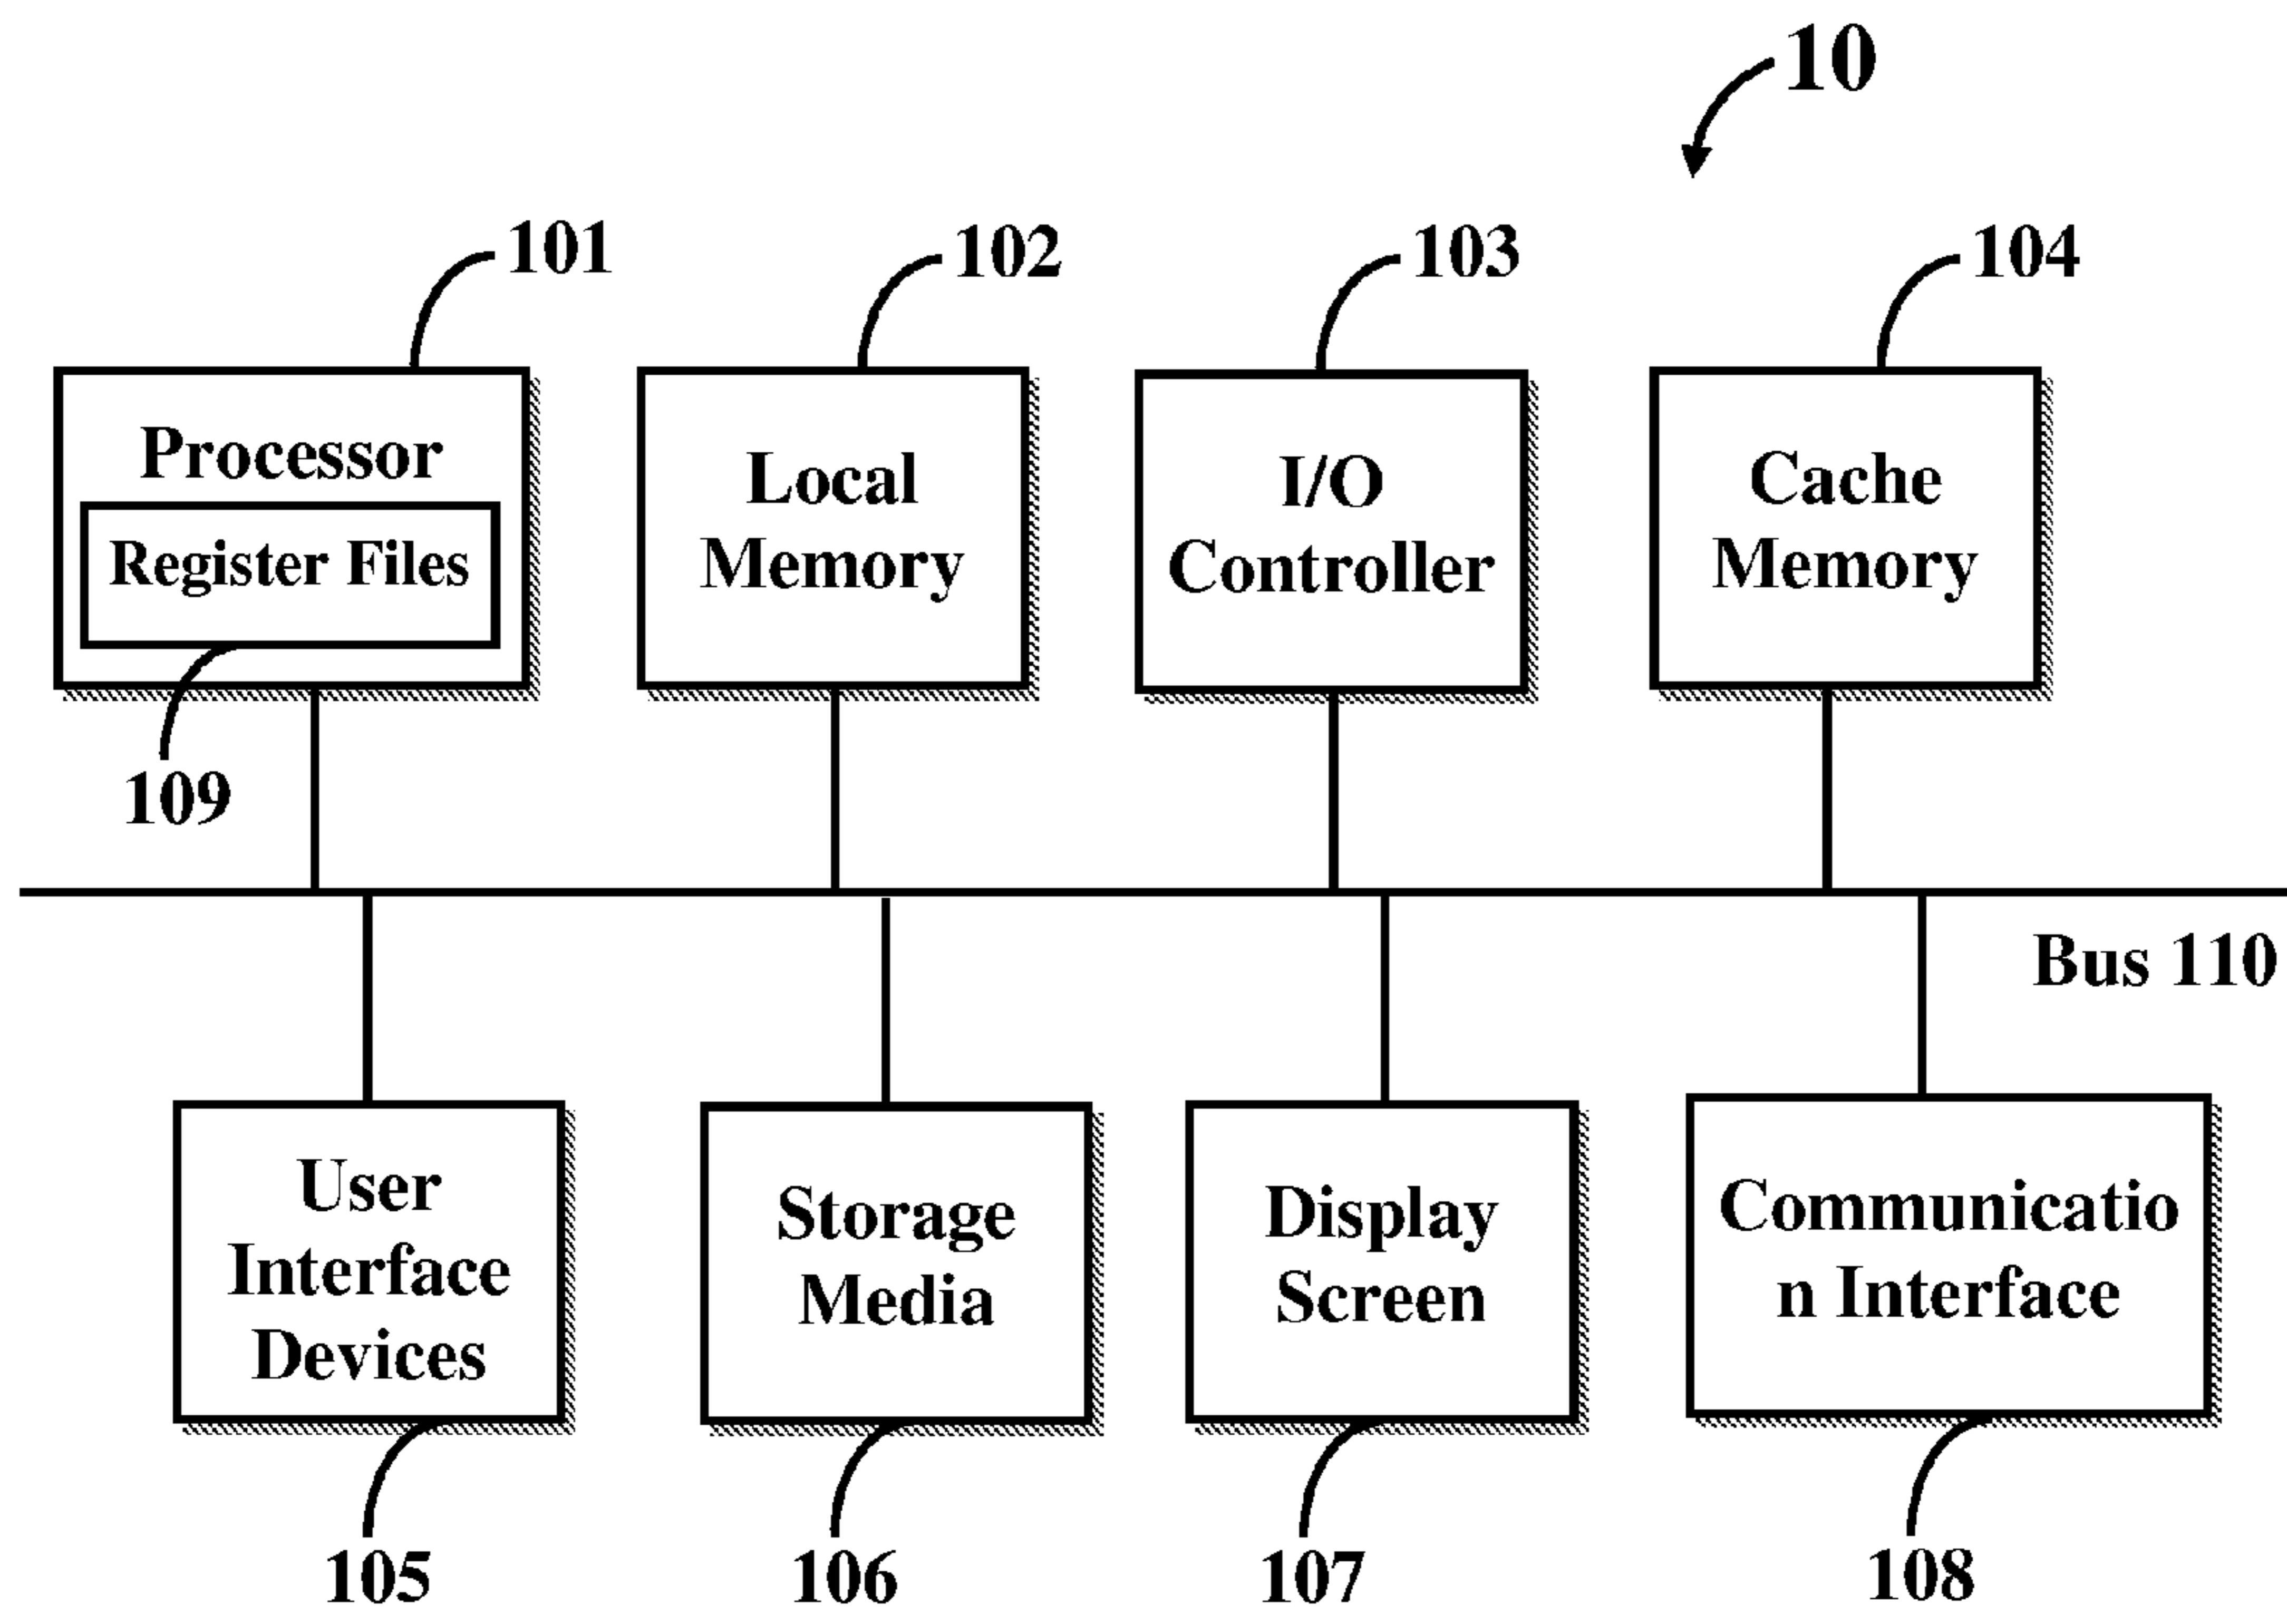 10
101
102
103
104
Processor
Register Files
Local
Memory
I/O
Controller
Cache
Memory
109
Bus 110
User
Interface
Devices
Storage
Media
Display
Screen
Communicatio
n Interface
105
106
107
108